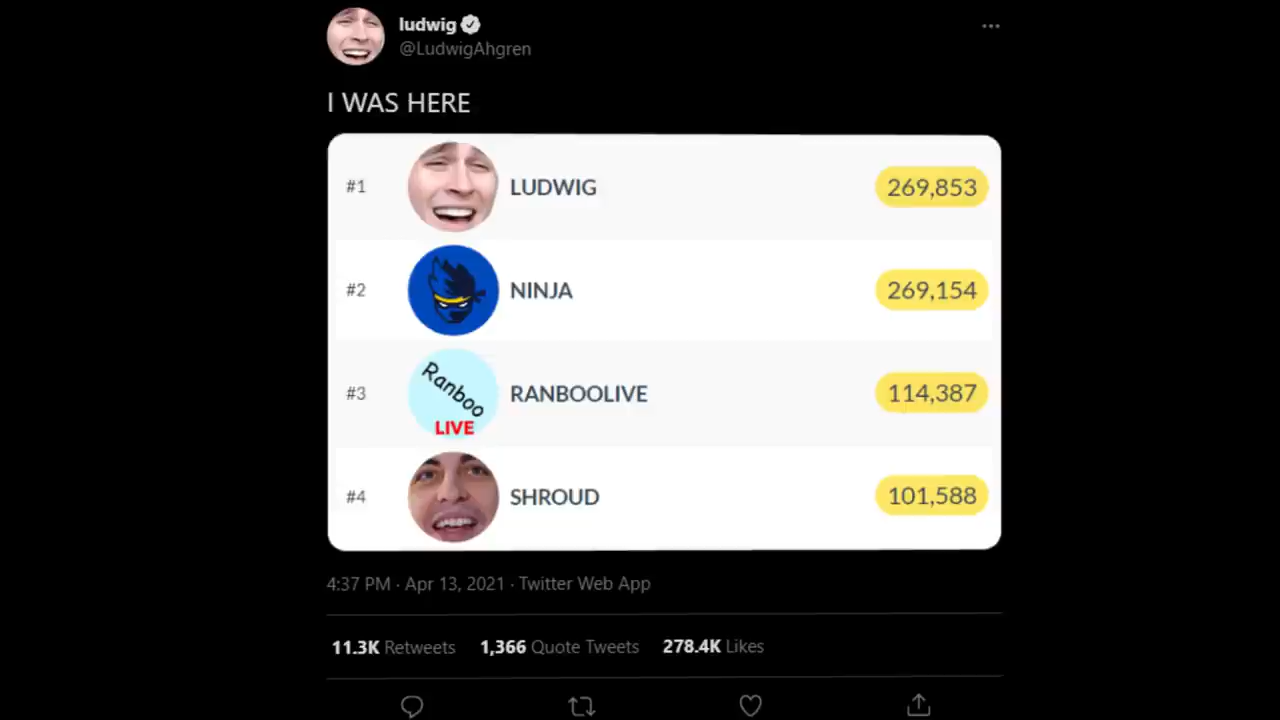 ludwig
@LudwigAhgren
I WAS HERE
#1 LUDWIG 269,853
#2 NINJA 269,154
#3 Ranboo LIVE RANBOOLIVE 114,387
#4 SHROUD 101,588
4:37 PM · Apr 13, 2021 · Twitter Web App
11.3K Retweets 1,366 Quote Tweets 278.4K Likes